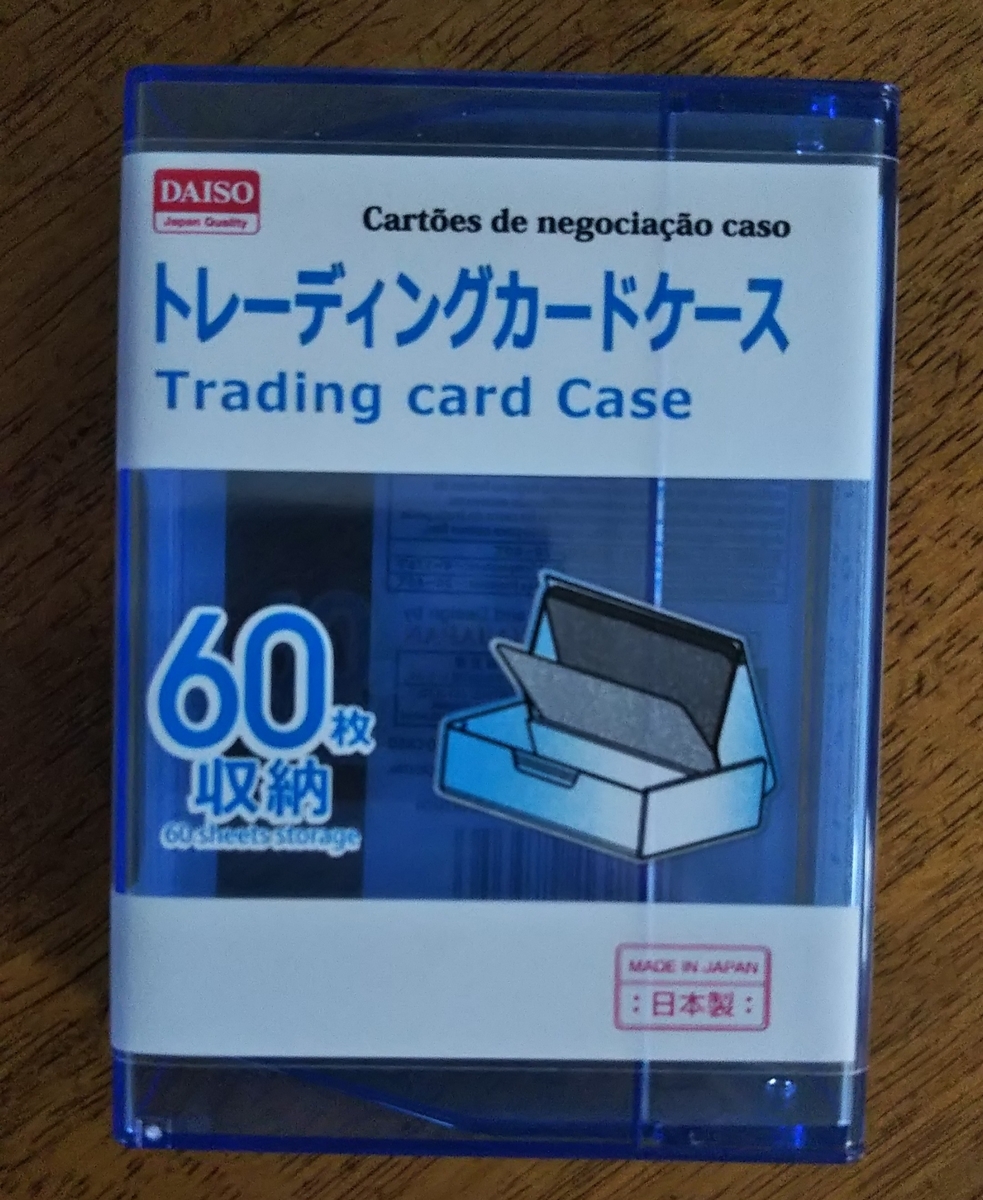 DAISO
Japan Quality
Cartões de negociação caso
トレーディングカードケース
Trading card Case
60枚
収納
60 sheets storage
MADE IN JAPAN
:日本製: